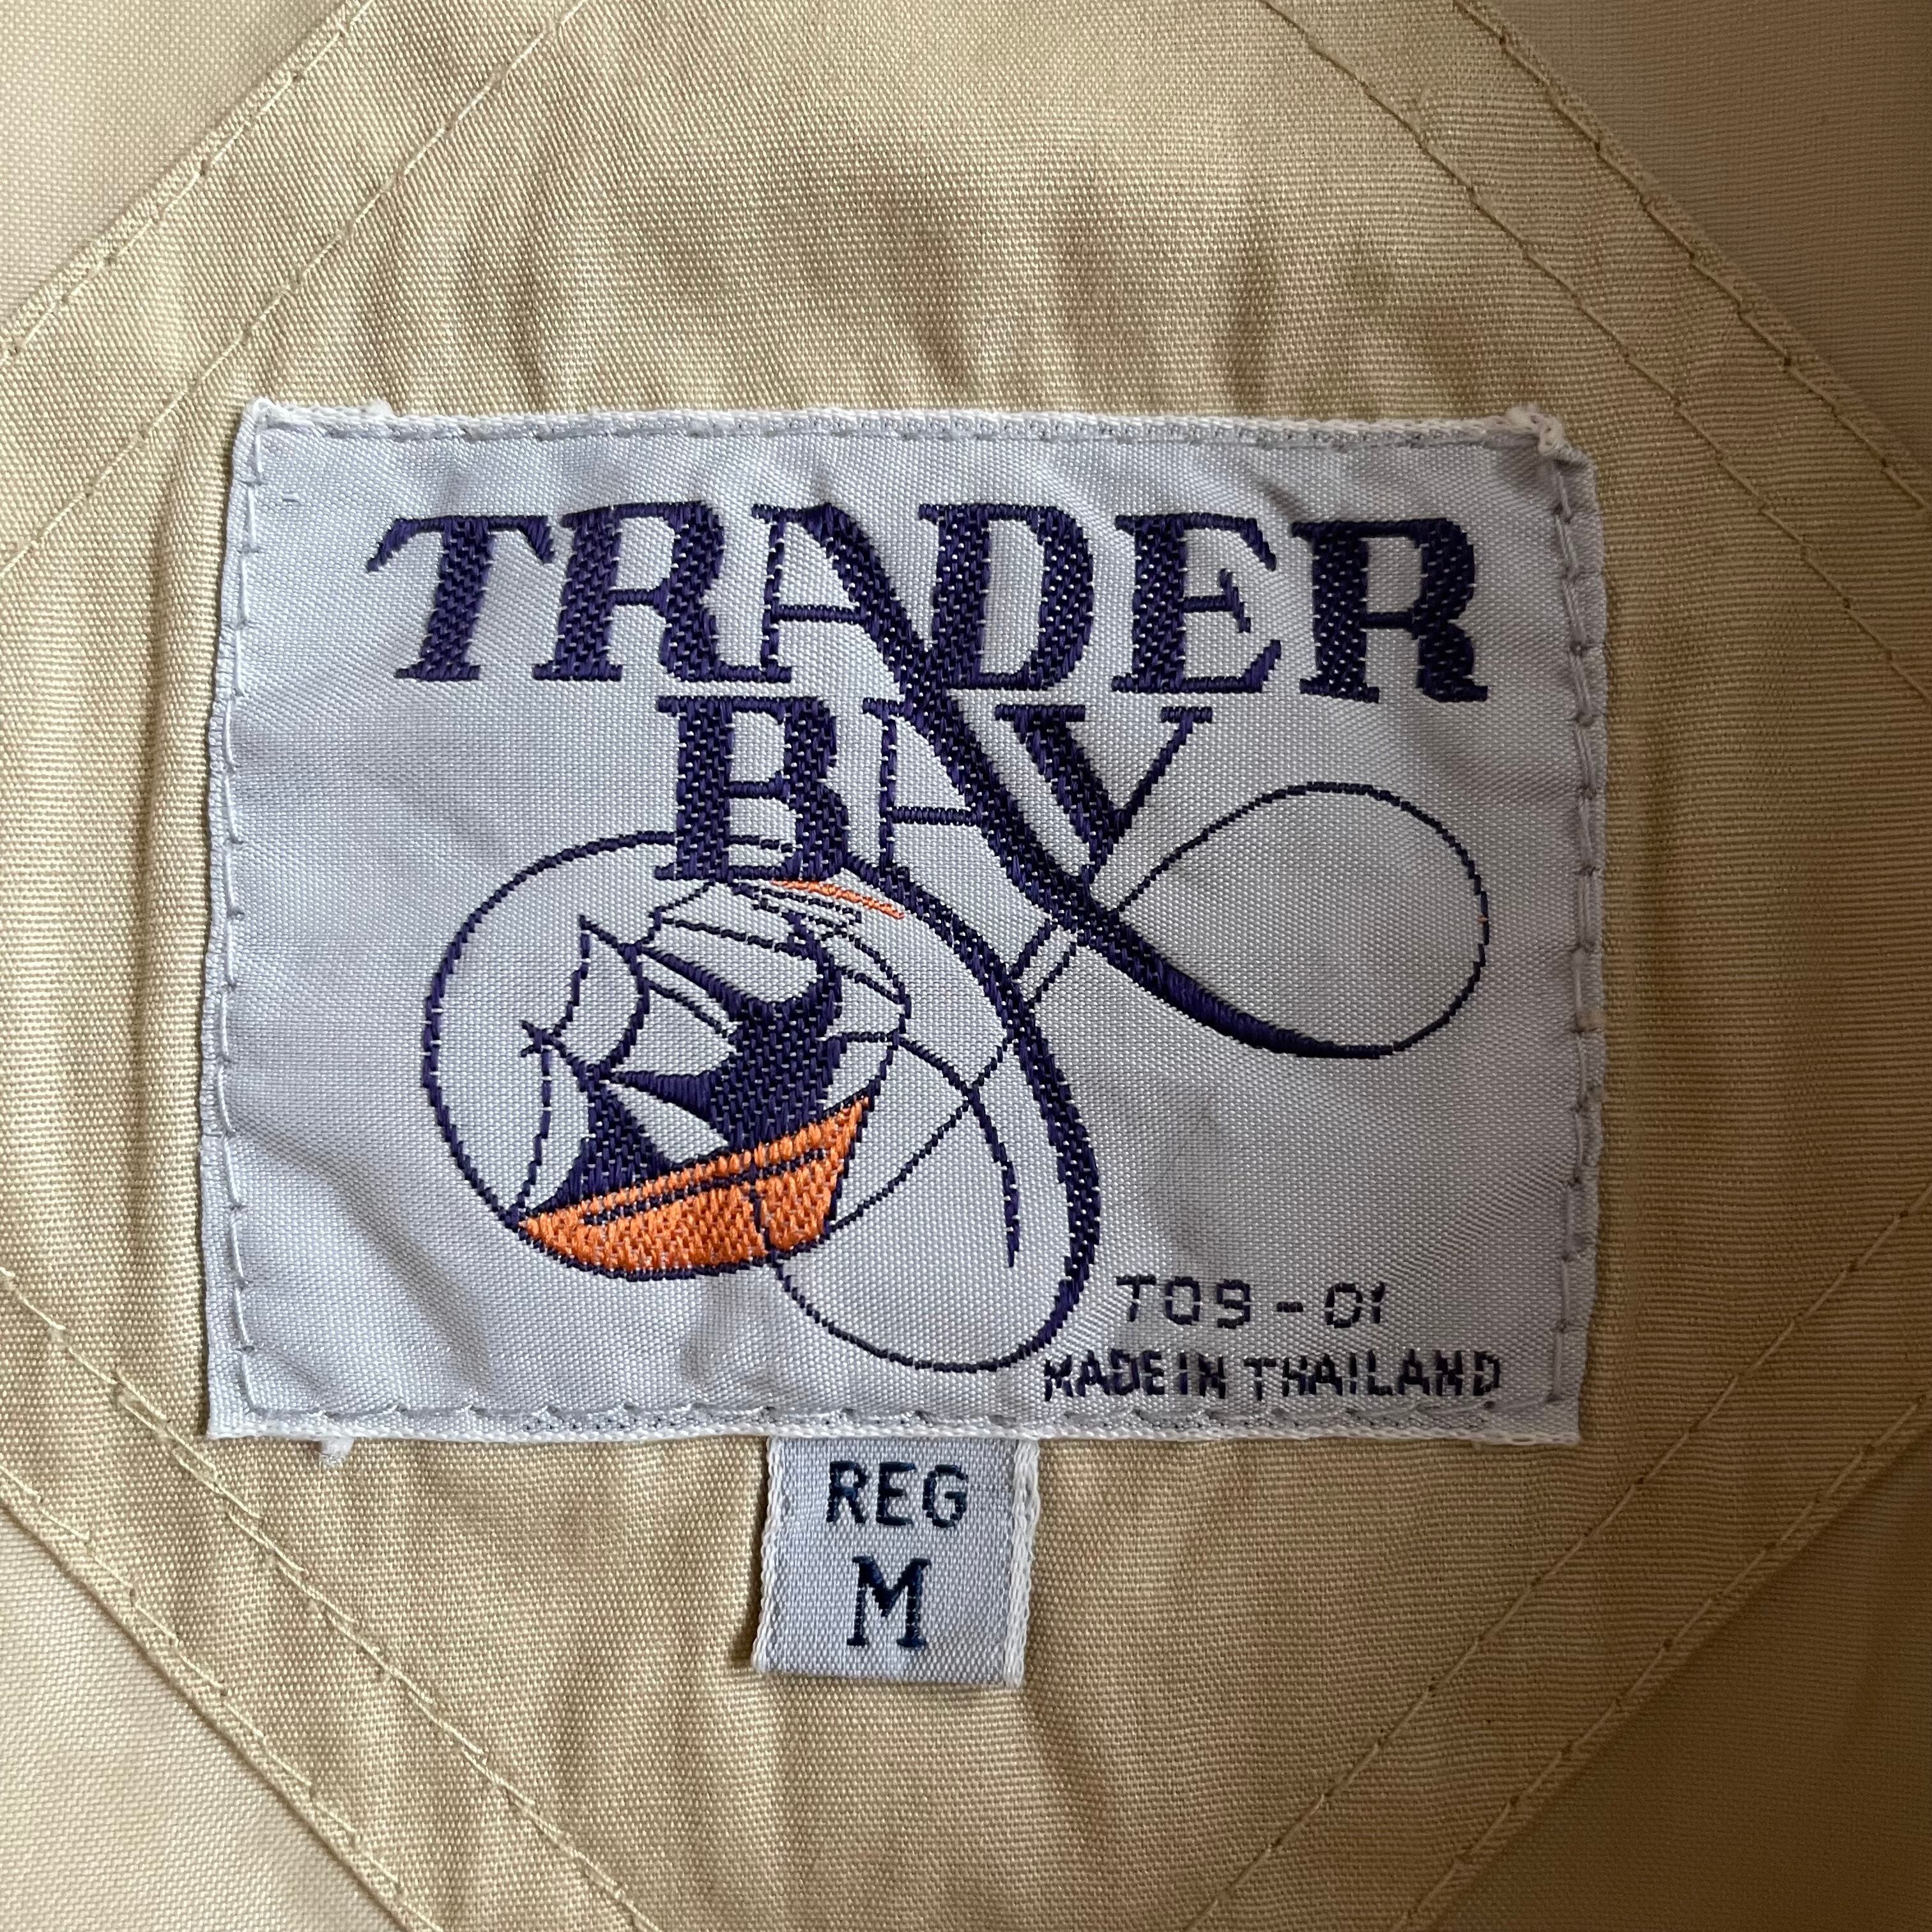 TRADER
BAY
T09-01
MADE IN THAILAND
REG
M